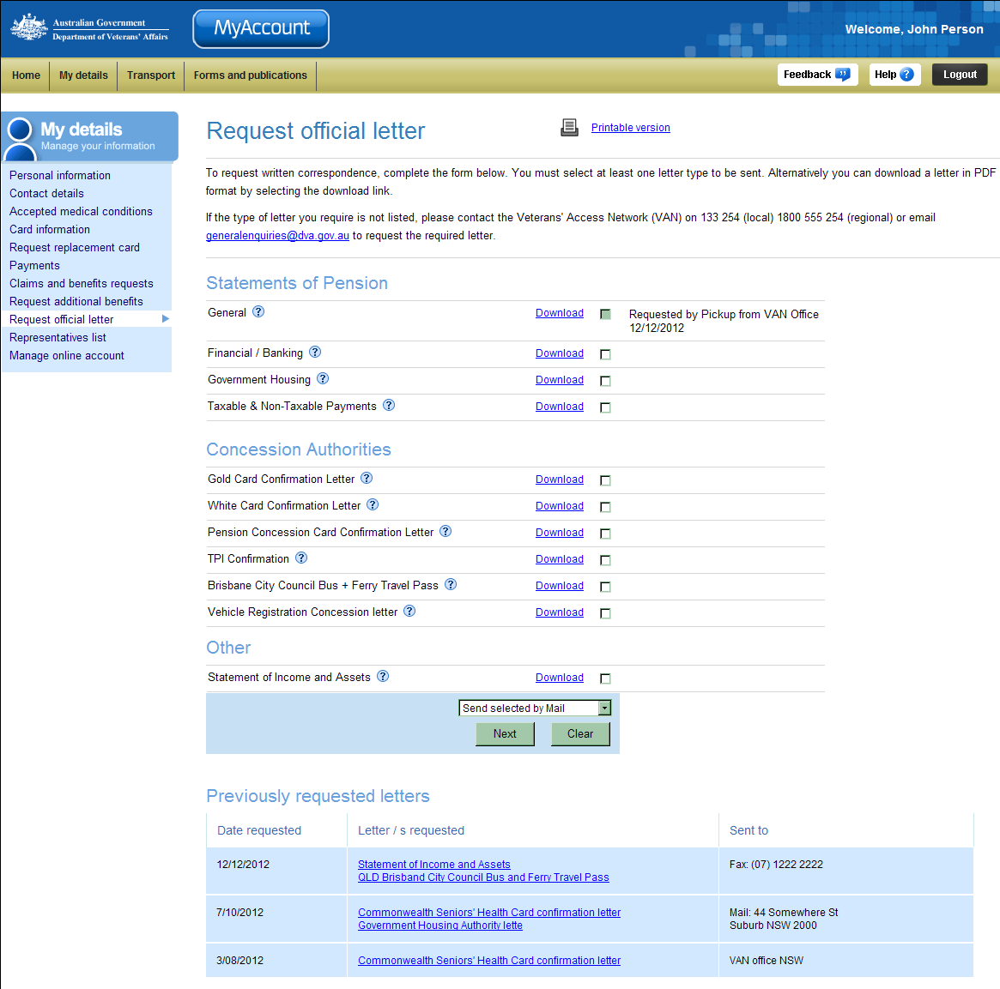 Australian Government
Department of Veterans' Affairs
MyAccount
Welcome, John Person
Home My details Transport Forms and publications Feedback Help ? Logout
My details
Manage your information
Personal information
Contact details
Accepted medical conditions
Card information
Request replacement card
Payments
Claims and benefits requests
Request additional benefits
Request official letter
Representatives list
Manage online account
Request official letter
Printable version
To request written correspondence, complete the form below. You must select at least one letter type to be sent. Alternatively you can download a letter in PDF
format by selecting the download link.
If the type of letter you require is not listed, please contact the Veterans' Access Network (VAN) on 133 254 (local) 1800 555 254 (regional) or email
generalenquiries@dva.gov.au to request the required letter.
Statements of Pension
General ? Download Requested by Pickup from VAN Office
12/12/2012
Financial / Banking ? Download
Government Housing ? Download
Taxable & Non-Taxable Payments ? Download
Concession Authorities
Gold Card Confirmation Letter ? Download
White Card Confirmation Letter ? Download
Pension Concession Card Confirmation Letter ? Download
TPI Confirmation ? Download
Brisbane City Council Bus + Ferry Travel Pass ? Download
Vehicle Registration Concession letter ? Download
Other
Statement of Income and Assets ? Download
Send selected by Mail
Next Clear
Previously requested letters
Date requested Letter / s requested Sent to
12/12/2012 Statement of Income and Assets Fax: (07) 1222 2222
QLD Brisband City Council Bus and Ferry Travel Pass
7/10/2012 Commonwealth Seniors' Health Card confirmation letter Mail: 44 Somewhere St
Government Housing Authority lette Suburb NSW 2000
3/08/2012 Commonwealth Seniors' Health Card confirmation letter VAN office NSW